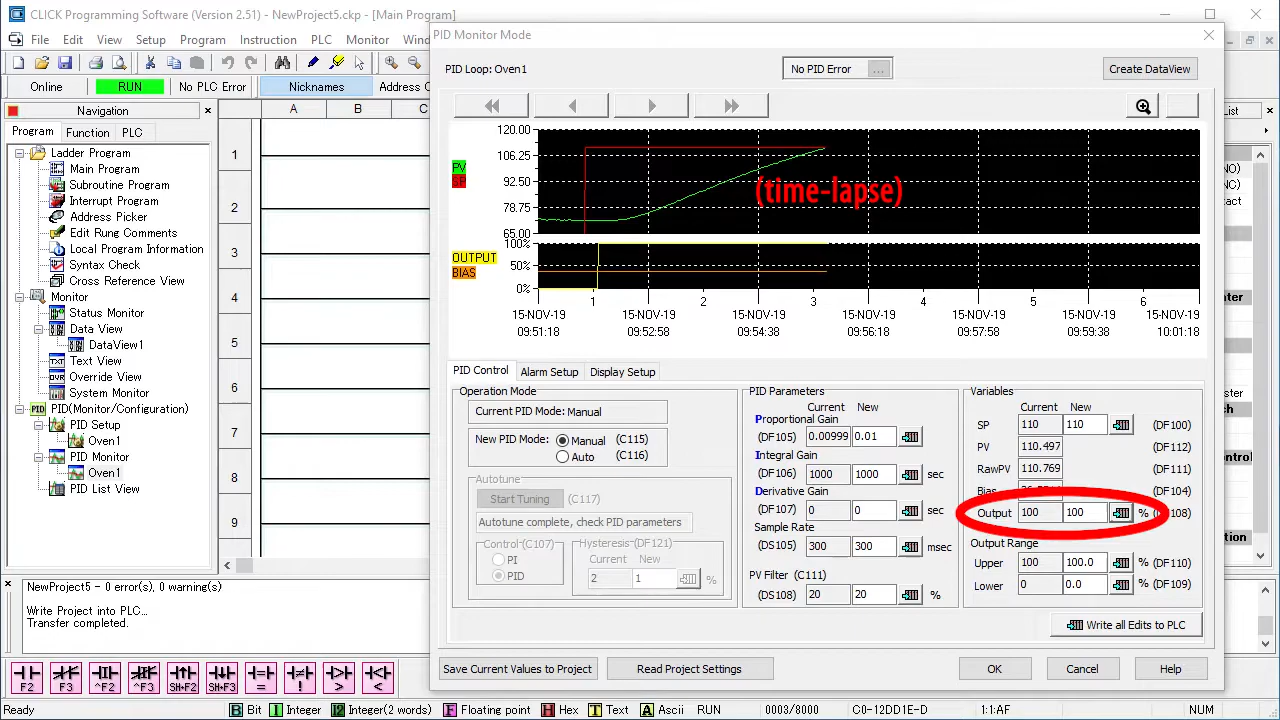 CLICK Programming Software (Version 2.51) - NewProject5.ckp - [Main Program]
File Edit View Setup Program Instruction PLC Monitor
PID Monitor Mode
Online RUN No PLC Error Nicknames
PID Loop: Oven1 No PID Error ... Create DataView
Navigation
Program Function PLC
A B C
Ladder Program
Main Program
Subroutine Program
Interrupt Program
Address Picker
Edit Rung Comments
Local Program Information
Syntax Check
Cross Reference View
Monitor
Status Monitor
Data View
DataView1
Text View
Override View
System Monitor
PID PID(Monitor/Configuration)
PID Setup
Oven1
PID Monitor
Oven1
PID List View
1
2
3
4
5
6
7
8
9
120.00
106.25
92.50
78.75
65.00
PV
SP
(time-lapse)
100%
50%
0%
OUTPUT
BIAS
1 2 3 4 5 6
15-NOV-19 15-NOV-19 15-NOV-19 15-NOV-19 15-NOV-19 15-NOV-19 15-NOV-19
09:51:18 09:52:58 09:54:38 09:56:18 09:57:58 09:59:38 10:01:18
PID Control Alarm Setup Display Setup
Operation Mode
Current PID Mode: Manual
New PID Mode: Manual (C115)
Auto (C116)
Autotune
Start Tuning (C117)
Autotune complete, check PID parameters
Control (C107)
PI
PID
Hysteresis (DF121)
Current New
2 1 %
PID Parameters
Current New
Proportional Gain
(DF105) 0.00999 0.01
Integral Gain
(DF106) 1000 1000 sec
Derivative Gain
(DF107) 0 0 sec
Sample Rate
(DS105) 300 300 msec
PV Filter (C111)
(DS108) 20 20 %
Variables
Current New
SP 110 110 (DF100)
PV 110.497 (DF112)
RawPV 110.769 (DF111)
Bias (DF104)
Output 100 100 %
Output Range
Upper 100 100.0 % (DF110)
Lower 0 0.0 % (DF109)
Write all Edits to PLC
Save Current Values to Project Read Project Settings OK Cancel Help
NewProject5 - 0 error(s), 0 warning(s)
Write Project into PLC...
Transfer completed.
F2 F3 ^F2 ^F3 SH+F2 SH+F3 = ! > <
Ready B Bit I Integer 2 Integer(2 words) F Floating point H Hex T Text A Ascii RUN 0003/8000 C0-12DD1E-D 1:1:AF NUM